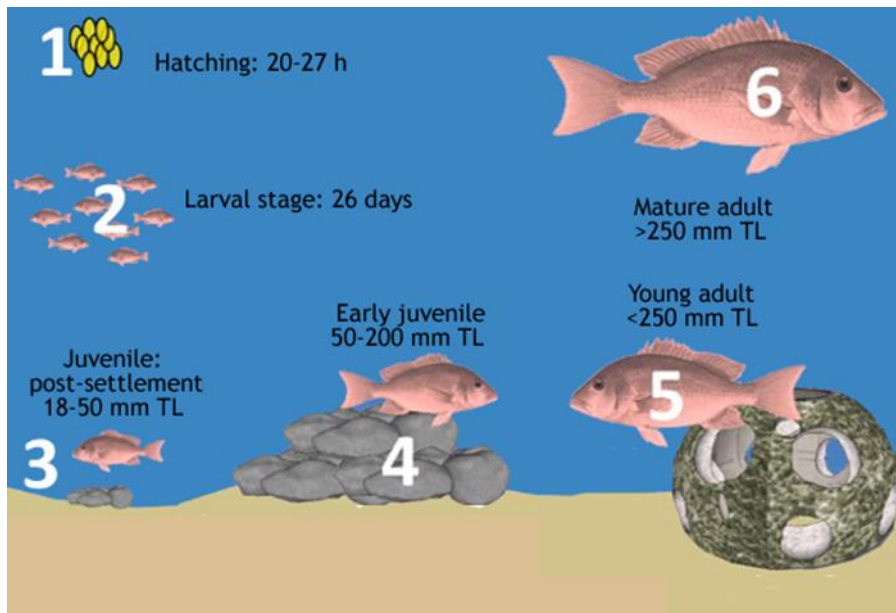 1
Hatching: 20-27 h
2
Larval stage: 26 days
3
Juvenile:
post-settlement
18-50 mm TL
4
Early juvenile
50-200 mm TL
5
Young adult
<250 mm TL
6
Mature adult
>250 mm TL